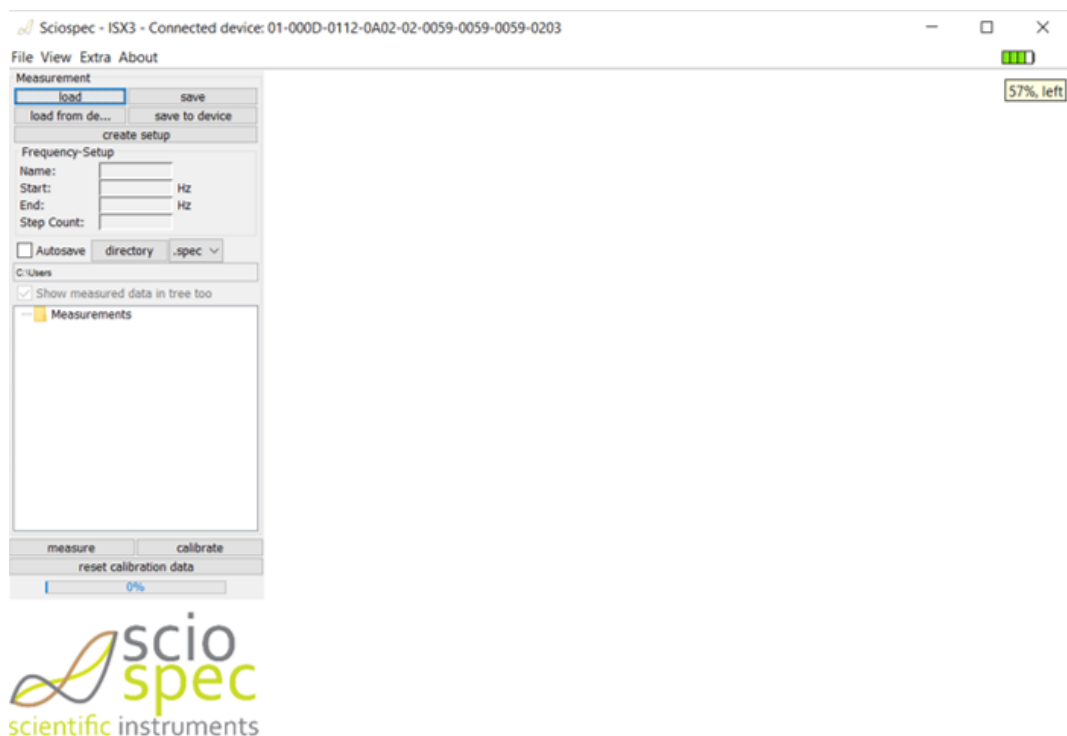 Sciospec - ISX3 - Connected device: 01-000D-0112-0A02-02-0059-0059-0059-0203
File View Extra About
57%, left
Measurement
load save
load from de... save to device
create setup
Frequency-Setup
Name:
Start: Hz
End: Hz
Step Count:
Autosave directory .spec
C:\Users
Show measured data in tree too
Measurements
measure calibrate
reset calibration data
0%
scio
spec
scientific instruments